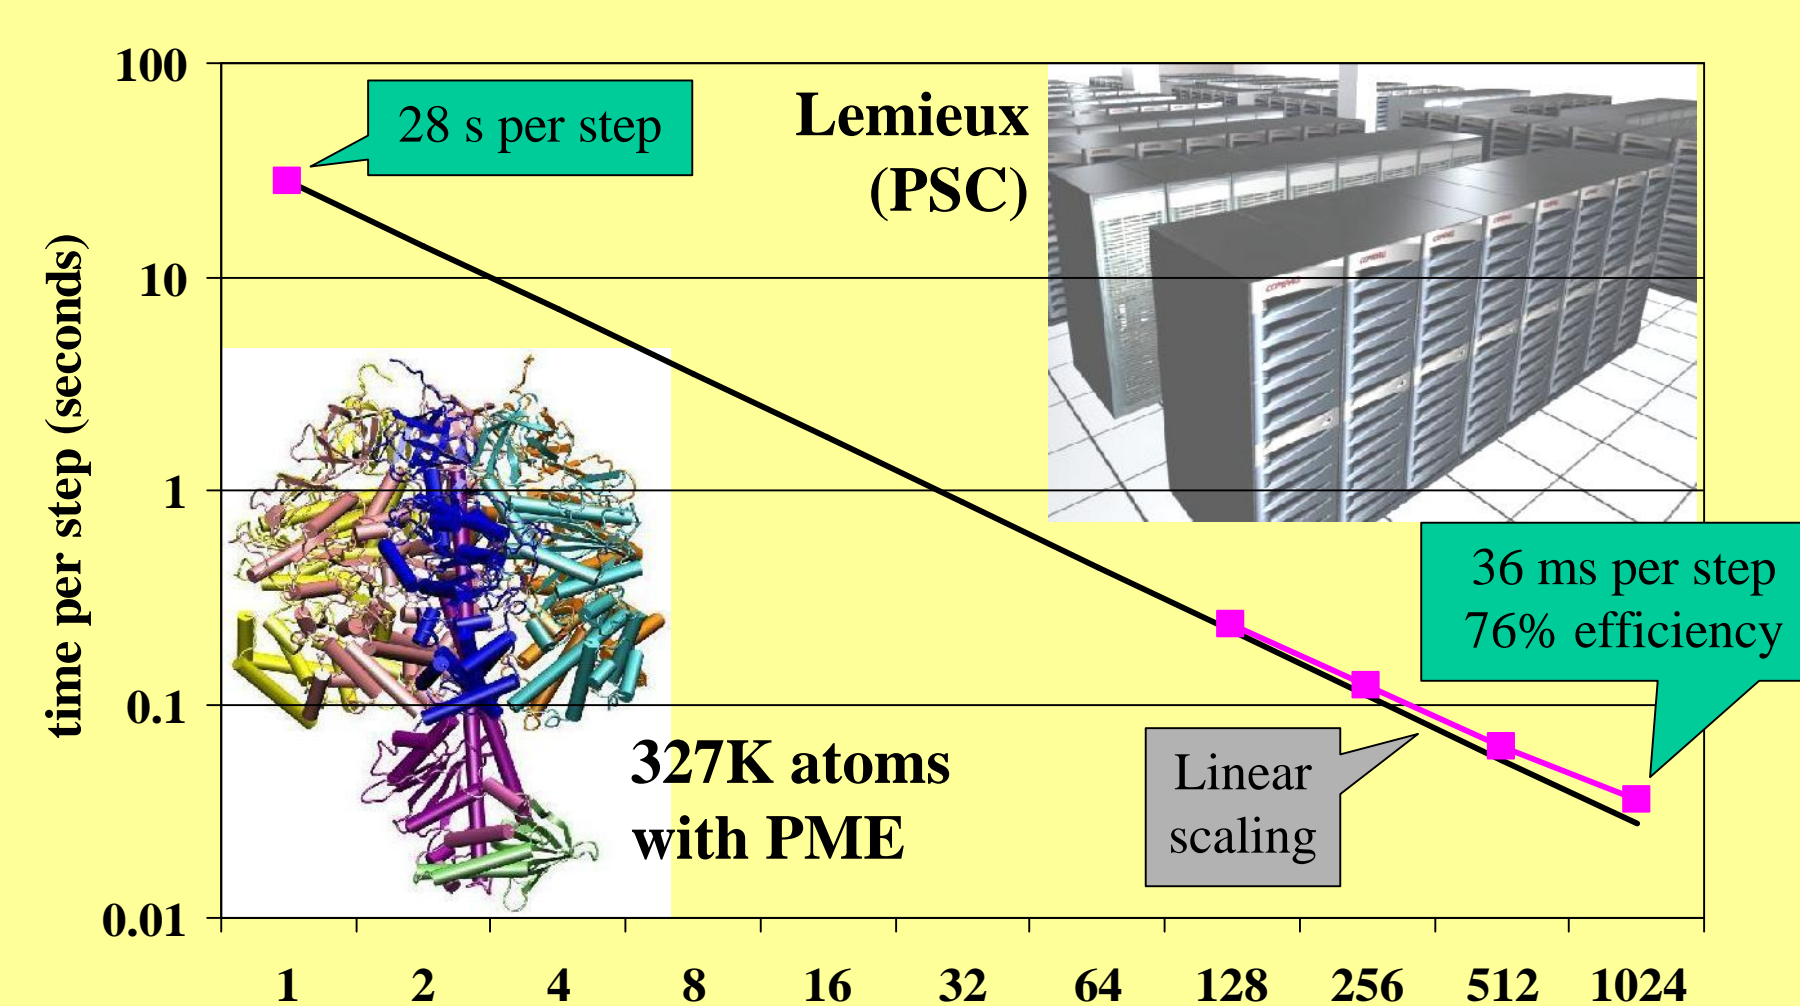 100
10
1
0.1
0.01
time per step (seconds)
28 s per step
Lemieux
(PSC)
36 ms per step
76% efficiency
327K atoms
with PME
Linear
scaling
1
2
4
8
16
32
64
128
256
512
1024